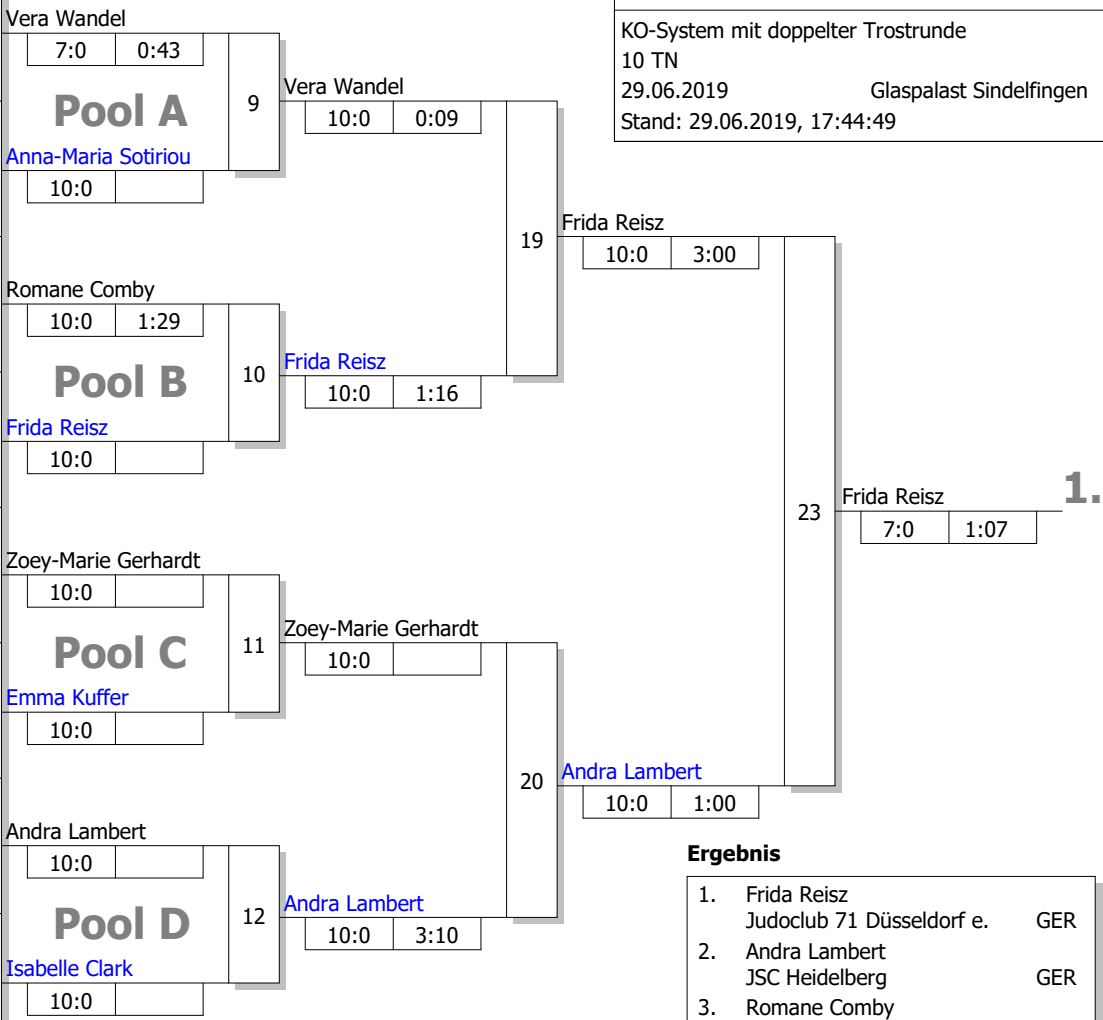 KO-System mit doppelter Trostrunde
10 TN
29.06.2019 Glaspalast Sindelfingen
Stand: 29.06.2019, 17:44:49
Vera Wandel
7:0 0:43
Pool A
9
Anna-Maria Sotiriou
10:0
Vera Wandel
10:0 0:09
19
Romane Comby
10:0 1:29
Pool B
10
Frida Reisz
10:0
Frida Reisz
10:0 1:16
Frida Reisz
10:0 3:00
23
Frida Reisz
7:0 1:07
1.
Zoey-Marie Gerhardt
10:0
Pool C
11
Emma Kuffer
10:0
Zoey-Marie Gerhardt
10:0
20
Andra Lambert
10:0
Pool D
12
Isabelle Clark
10:0
Andra Lambert
10:0 3:10
Andra Lambert
10:0 1:00
Ergebnis
1. Frida Reisz
Judoclub 71 Düsseldorf e. GER
2. Andra Lambert
JSC Heidelberg GER
3. Romane Comby